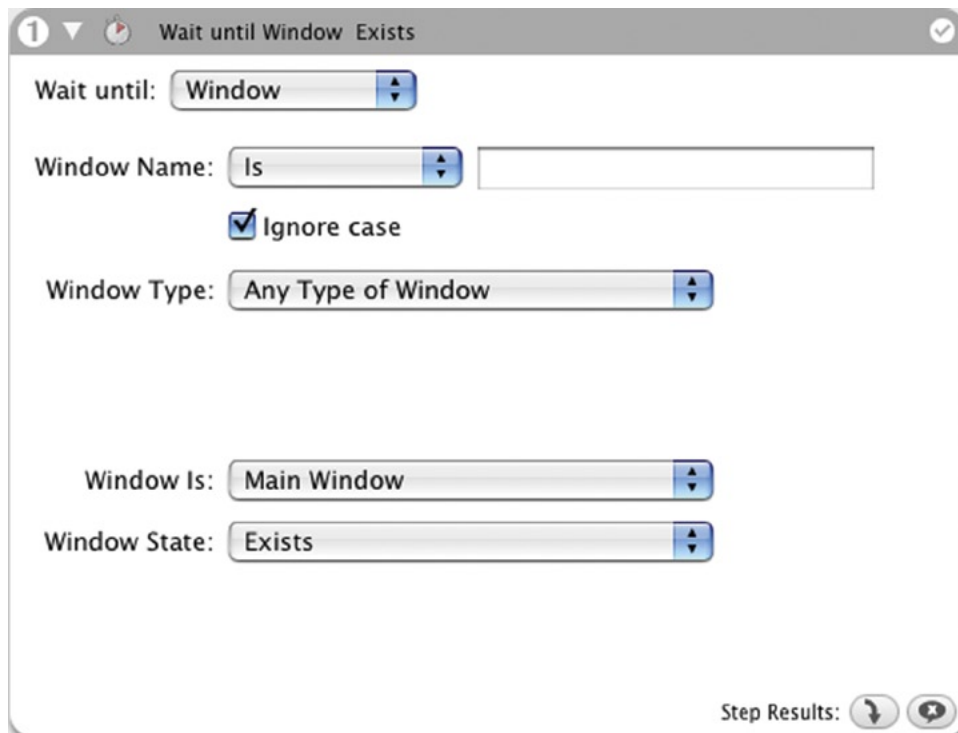 1 Wait until Window Exists
Wait until: Window
Window Name: Is
Ignore case
Window Type: Any Type of Window
Window Is: Main Window
Window State: Exists
Step Results: